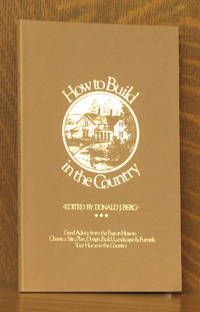 How to Build
in the Country
·EDITED BY DONALD J. BERG·
Good Advice from the Past on How to
Choose a Site, Plan, Design, Build, Landscape & Furnish
Your Home in the Country